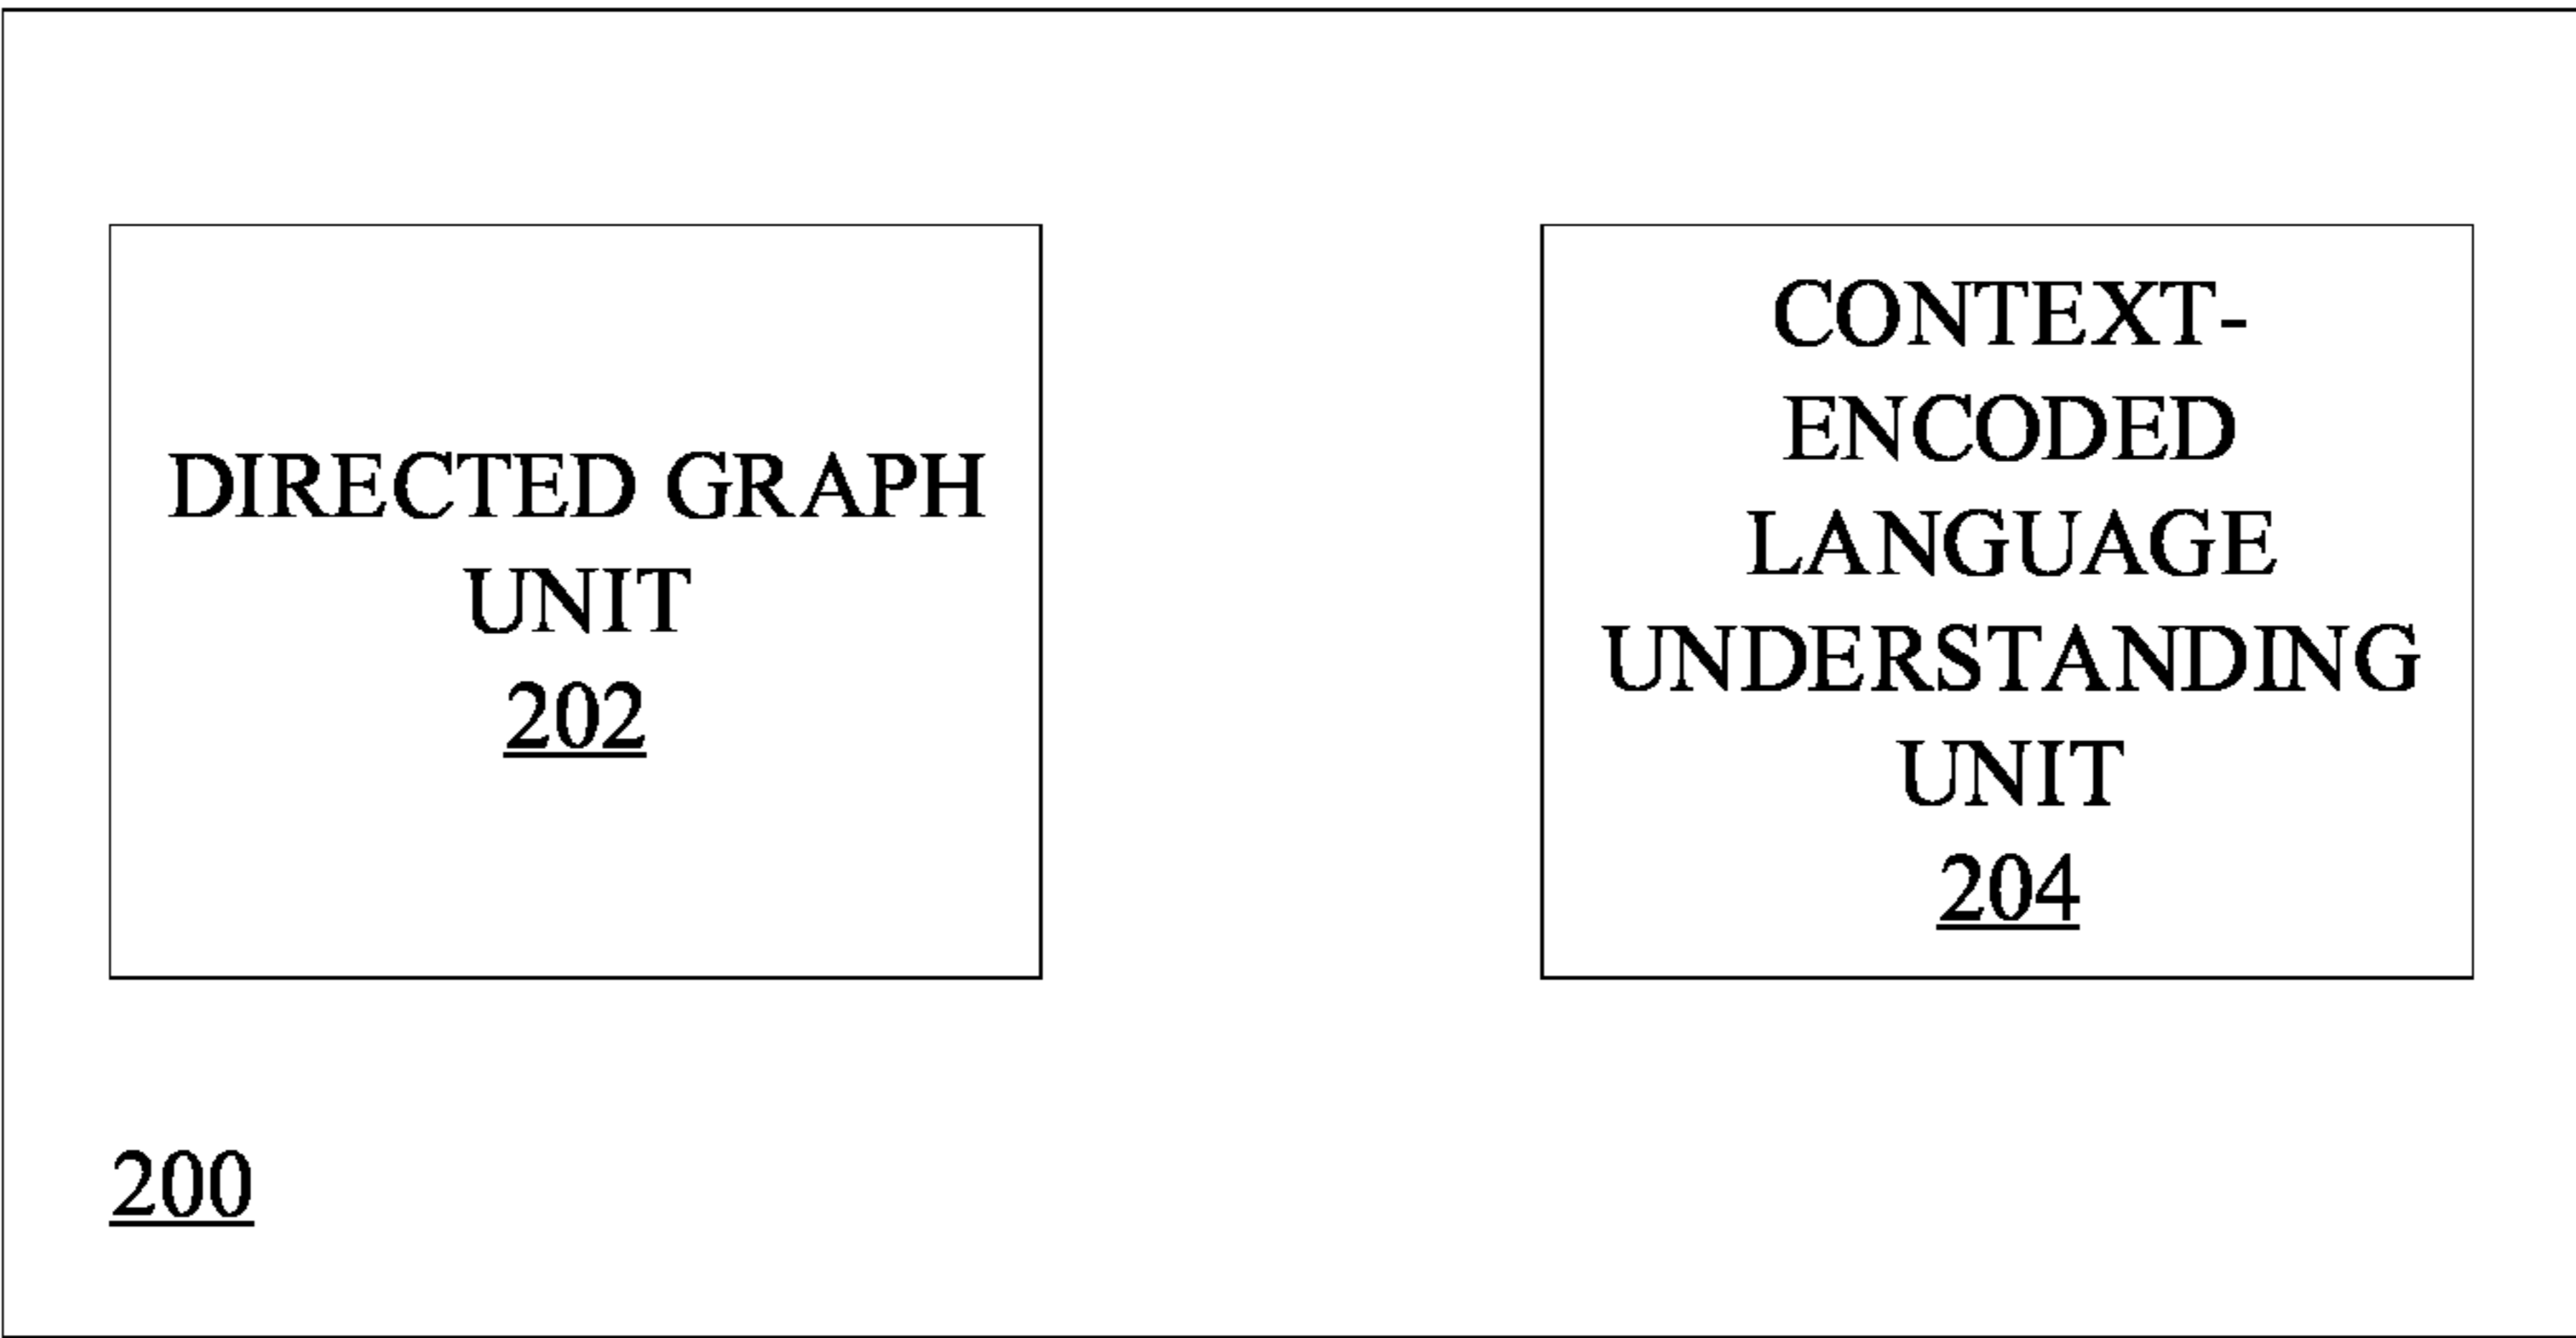 DIRECTED GRAPH
UNIT
202
CONTEXT-
ENCODED
LANGUAGE
UNDERSTANDING
UNIT
204
200